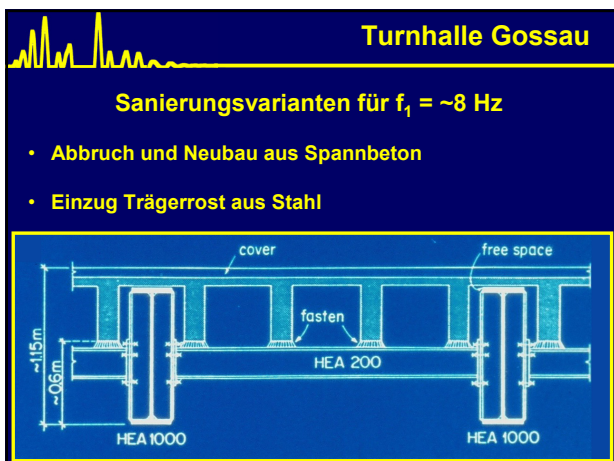 Turnhalle Gossau
Sanierungsvarianten für f₁ = ~8 Hz
• Abbruch und Neubau aus Spannbeton
• Einzug Trägerrost aus Stahl
cover
free space
fasten
~1.15m
~0.6m
HEA 200
HEA 1000
HEA 1000